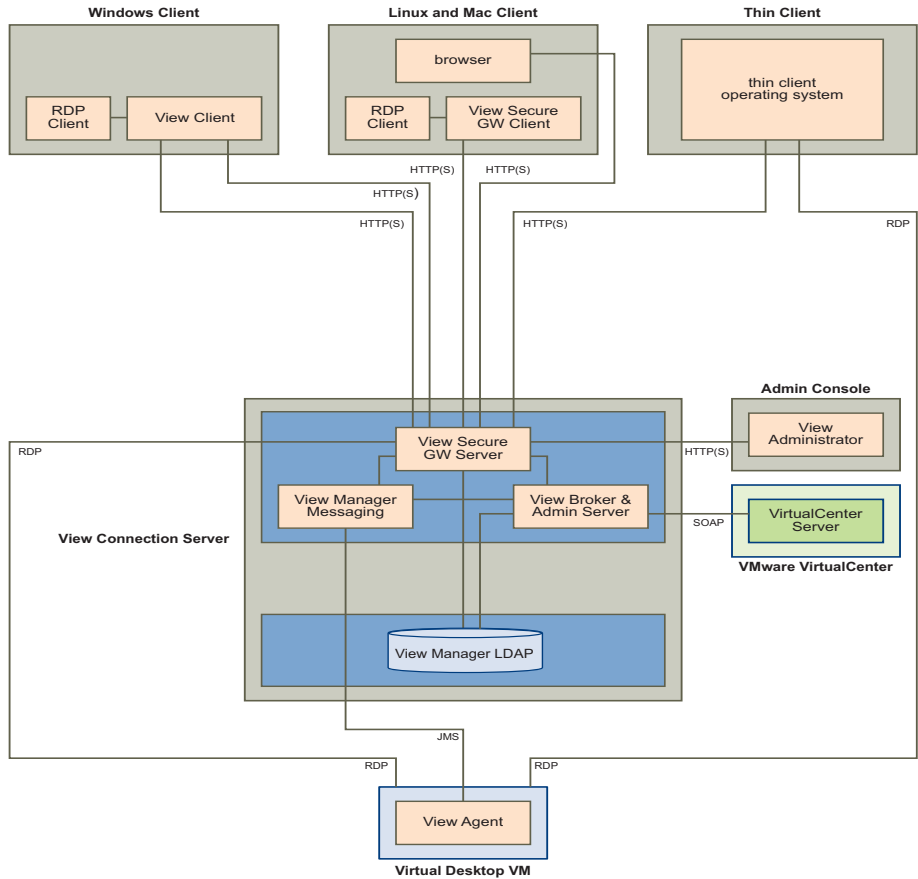 Windows Client
Linux and Mac Client
Thin Client
browser
thin client
operating system
RDP
Client
View Client
RDP
Client
View Secure
GW Client
HTTP(S)
HTTP(S)
HTTP(S)
HTTP(S)
HTTP(S)
RDP
Admin Console
View
Administrator
View Secure
GW Server
RDP
HTTP(S)
View Manager
Messaging
View Broker &
Admin Server
VirtualCenter
Server
SOAP
View Connection Server
VMware VirtualCenter
View Manager LDAP
JMS
RDP
RDP
View Agent
Virtual Desktop VM